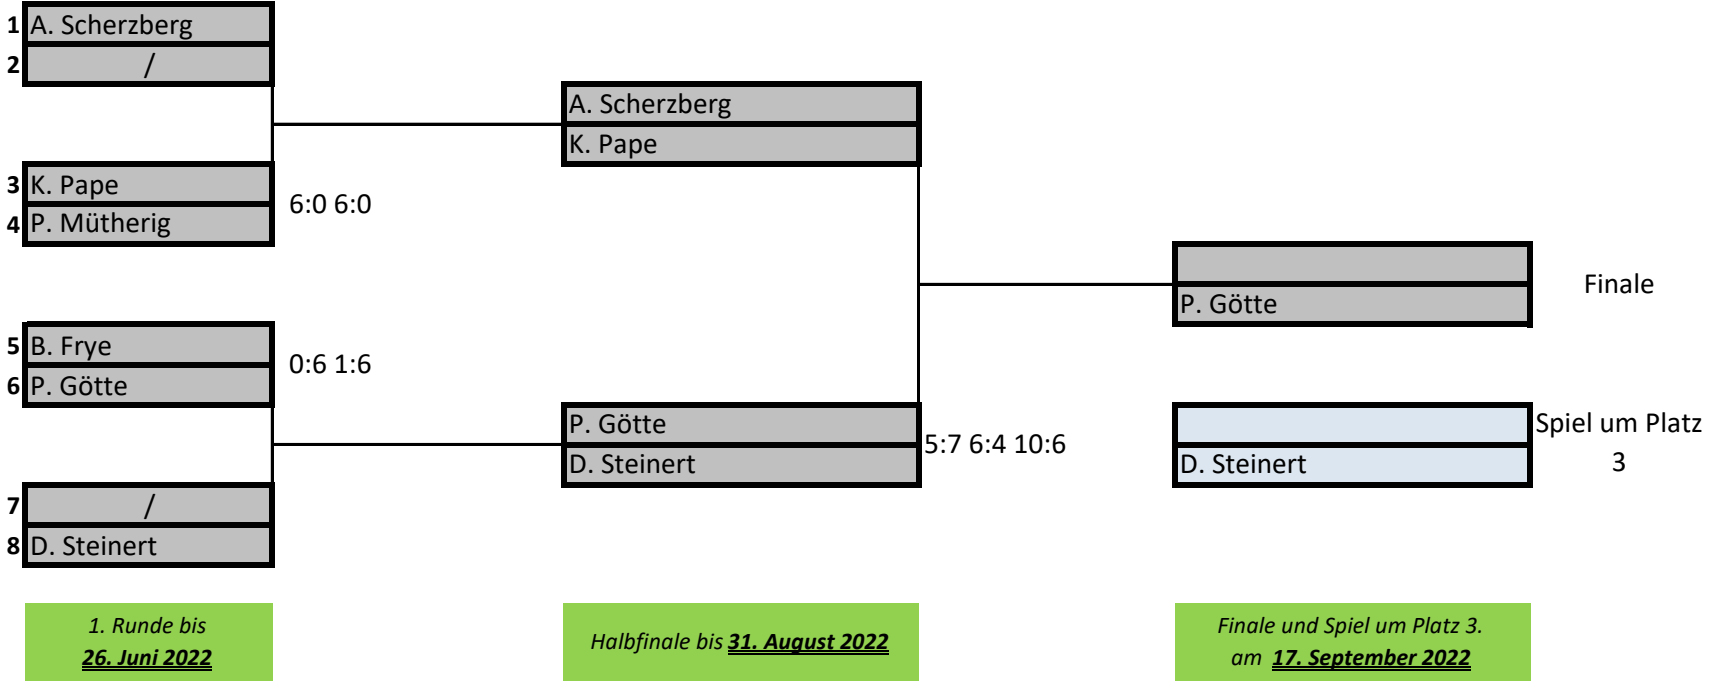 1 A. Scherzberg
2 /
A. Scherzberg
K. Pape
3 K. Pape
4 P. Mütherig
6:0 6:0
P. Götte
Finale
5 B. Frye
6 P. Götte
0:6 1:6
P. Götte
D. Steinert
5:7 6:4 10:6
D. Steinert
Spiel um Platz
3
7 /
8 D. Steinert
1. Runde bis
26. Juni 2022
Halbfinale bis 31. August 2022
Finale und Spiel um Platz 3.
am 17. September 2022